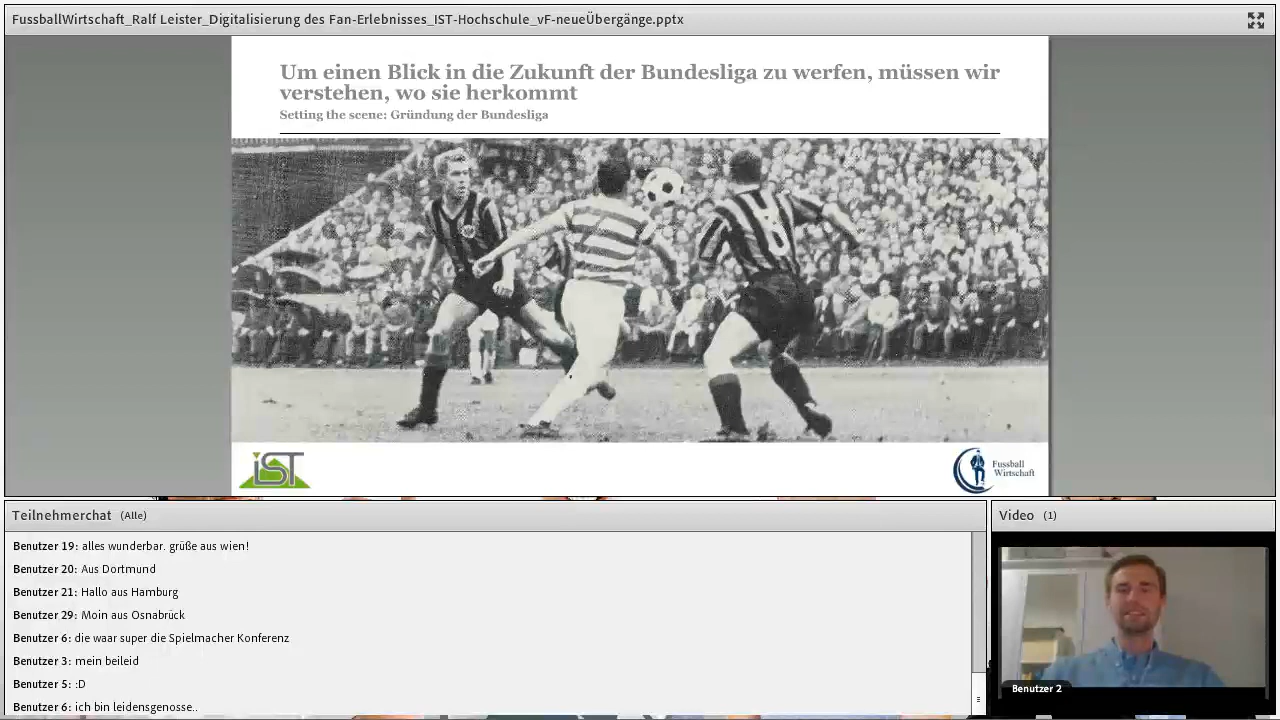 FussballWirtschaft_Ralf Leister_Digitalisierung des Fan-Erlebnisses_IST-Hochschule_vF-neueÜbergänge.pptx
Um einen Blick in die Zukunft der Bundesliga zu werfen, müssen wir
verstehen, wo sie herkommt
Setting the scene: Gründung der Bundesliga
8
iST
Fussball
Wirtschaft
Teilnehmerchat (Alle)
Benutzer 19: alles wunderbar. grüße aus wien!
Benutzer 20: Aus Dortmund
Benutzer 21: Hallo aus Hamburg
Benutzer 29: Moin aus Osnabrück
Benutzer 6: die waar super die Spielmacher Konferenz
Benutzer 3: mein beileid
Benutzer 5: :D
Benutzer 6: ich bin leidensgenosse..
Video (1)
Benutzer 2